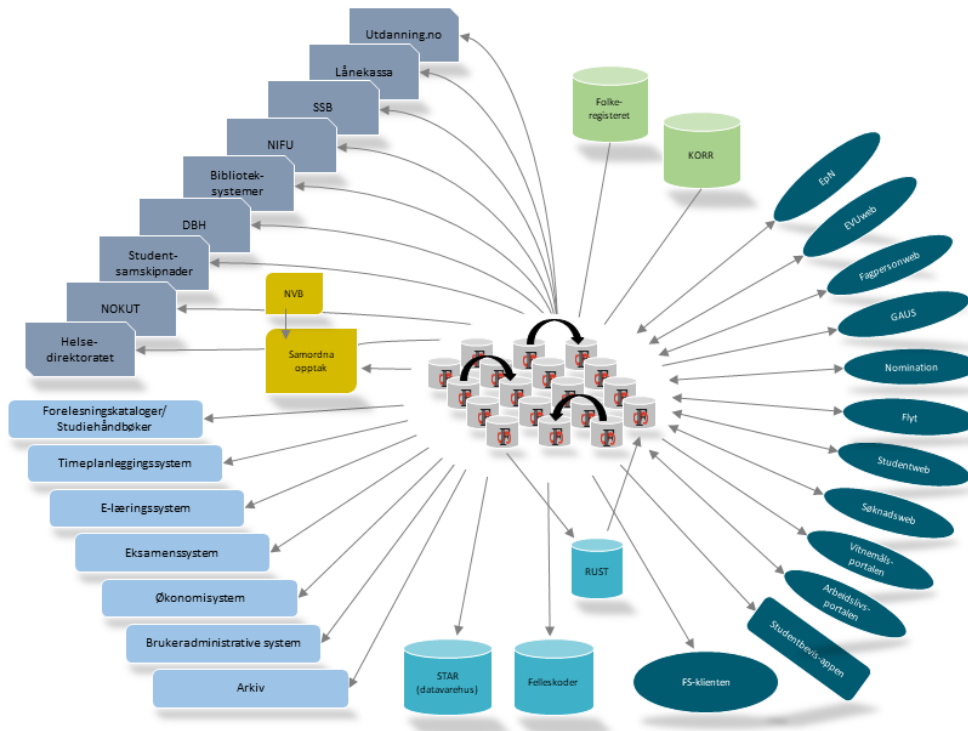 Utdanning.no
Lånekassa
SSB
NIFU
Bibliotek-
systemer
DBH
Student-
samskipnader
NOKUT
Helse-
direktoratet
NVB
Samordna
opptak
Folke-
registeret
KORR
EpN
EVUweb
Fagpersonweb
GAUS
Nomination
Flyt
Studentweb
Søknadsweb
Vitnemåls-
portalen
Arbeidslivs-
portalen
Studentbevis-appen
FS-klienten
RUST
Felleskoder
STAR
(datavarehus)
Forelesningskataloger/
Studiehåndbøker
Timeplanleggingssystem
E-læringssystem
Eksamenssystem
Økonomisystem
Brukeradministrative system
Arkiv